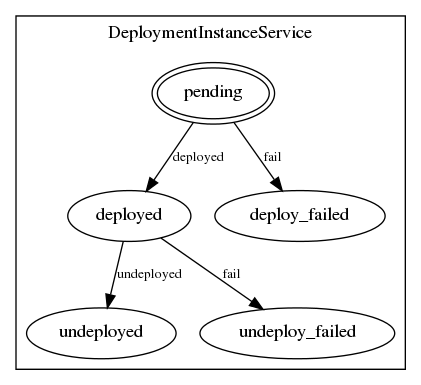 DeploymentInstanceService
pending
deployed
fail
deployed
deploy_failed
undeployed
fail
undeployed
undeploy_failed